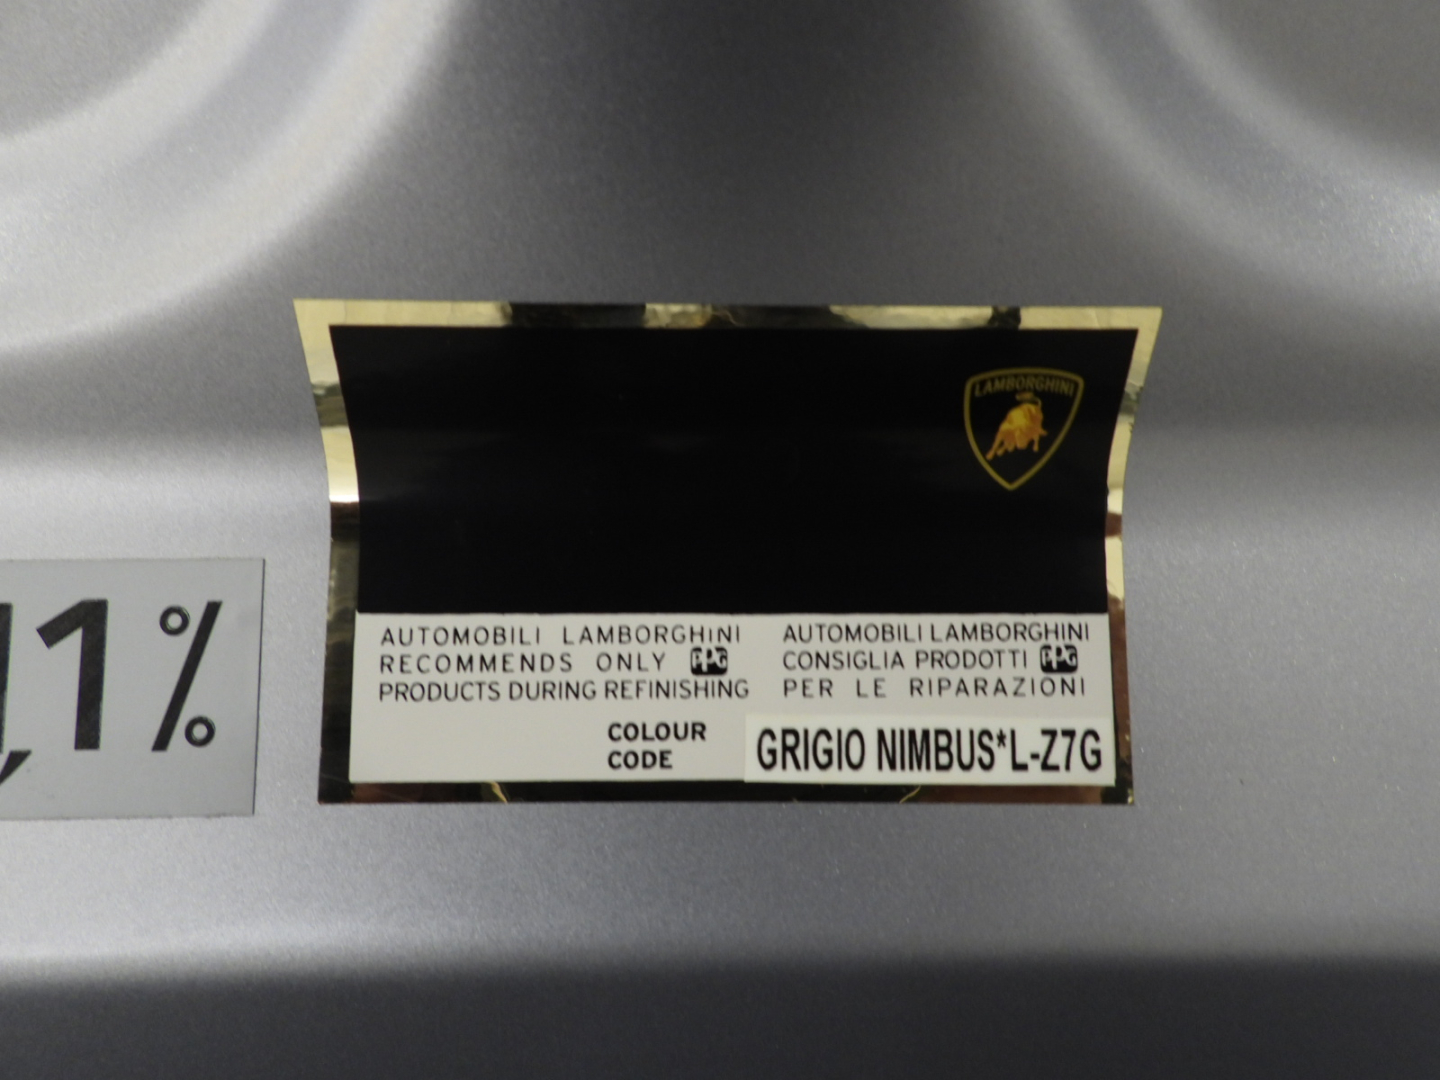 LAMBORGHINI
AUTOMOBILI LAMBORGHINI
RECOMMENDS ONLY PPG
PRODUCTS DURING REFINISHING
AUTOMOBILI LAMBORGHINI
CONSIGLIA PRODOTTI PPG
PER LE RIPARAZIONI
COLOUR
CODE
GRIGIO NIMBUS*L-Z7G
,1%